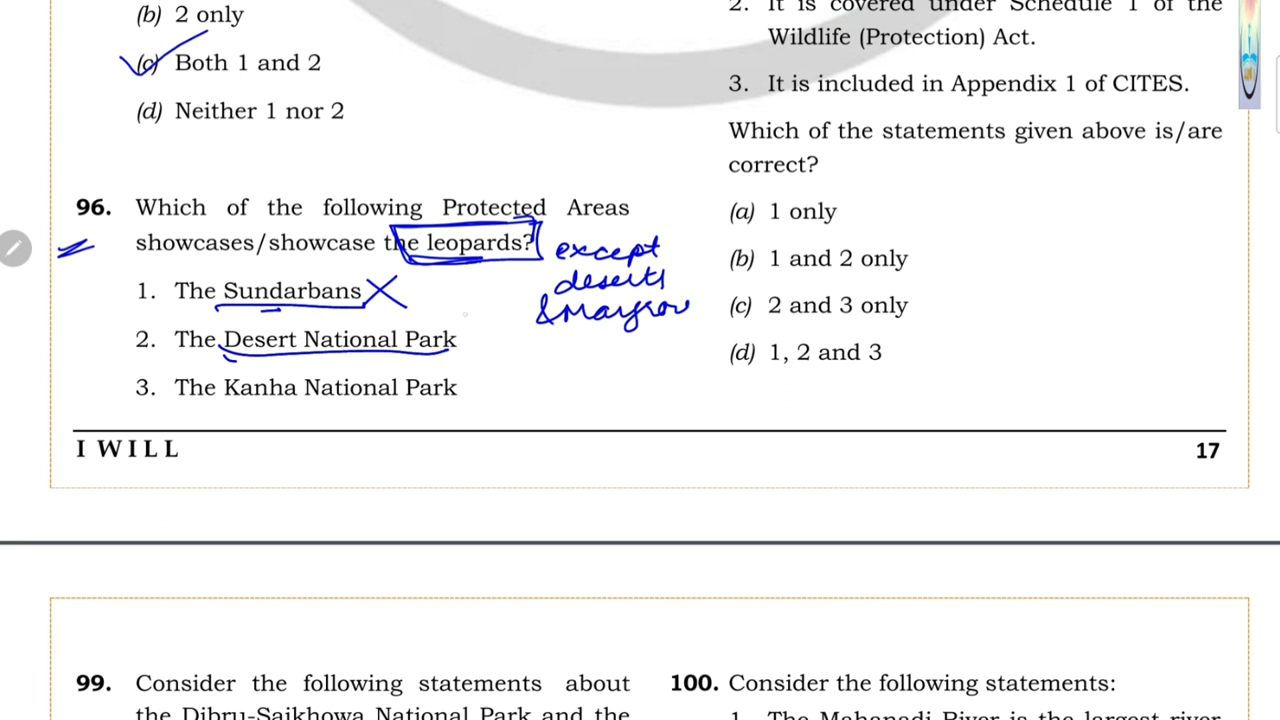 (b) 2 only
(c) Both 1 and 2
(d) Neither 1 nor 2
96. Which of the following Protected Areas
showcases/showcase the leopards?
1. The Sundarbans
2. The Desert National Park
3. The Kanha National Park
except
deserts
&
2. It is covered under Schedule 1 of the
Wildlife (Protection) Act.
3. It is included in Appendix 1 of CITES.
Which of the statements given above is/are
correct?
(a) 1 only
(b) 1 and 2 only
(c) 2 and 3 only
(d) 1, 2 and 3
I WILL
17
99. Consider the following statements about
the Dibru-Saikhowa National Park and the
100. Consider the following statements:
1. The Mahanadi River is the largest river